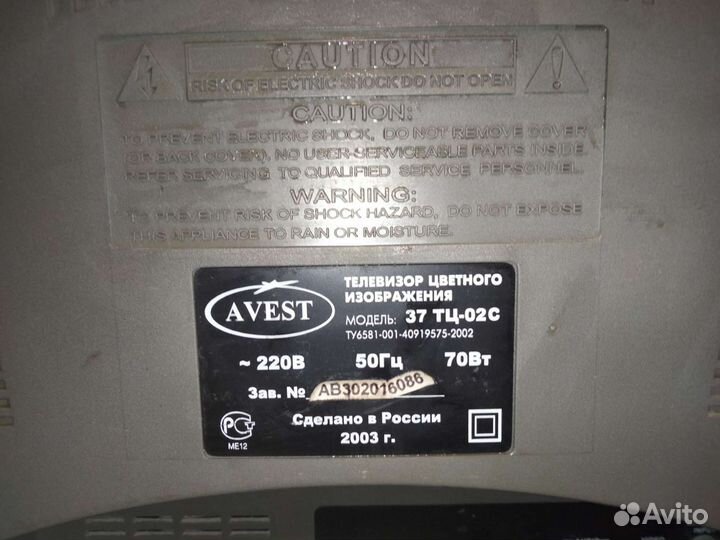 CAUTION
RISK OF ELECTRIC SHOCK DO NOT OPEN
CAUTION:
TO PREVENT ELECTRIC SHOCK, DO NOT REMOVE COVER
(OR BACK COVER). NO USER-SERVICEABLE PARTS INSIDE.
REFER SERVICING TO QUALIFIED SERVICE PERSONNEL.
WARNING:
TO PREVENT RISK OF SHOCK HAZARD, DO NOT EXPOSE
THIS APPLIANCE TO RAIN OR MOISTURE.
AVEST
ТЕЛЕВИЗОР ЦВЕТНОГО
ИЗОБРАЖЕНИЯ
МОДЕЛЬ: 37 ТЦ-02С
ТУ6581-001-40919575-2002
~ 220В 50Гц 70Вт
Зав. № АВ302016086
Сделано в России
2003 г.
РСТ
МЕ12
Avito